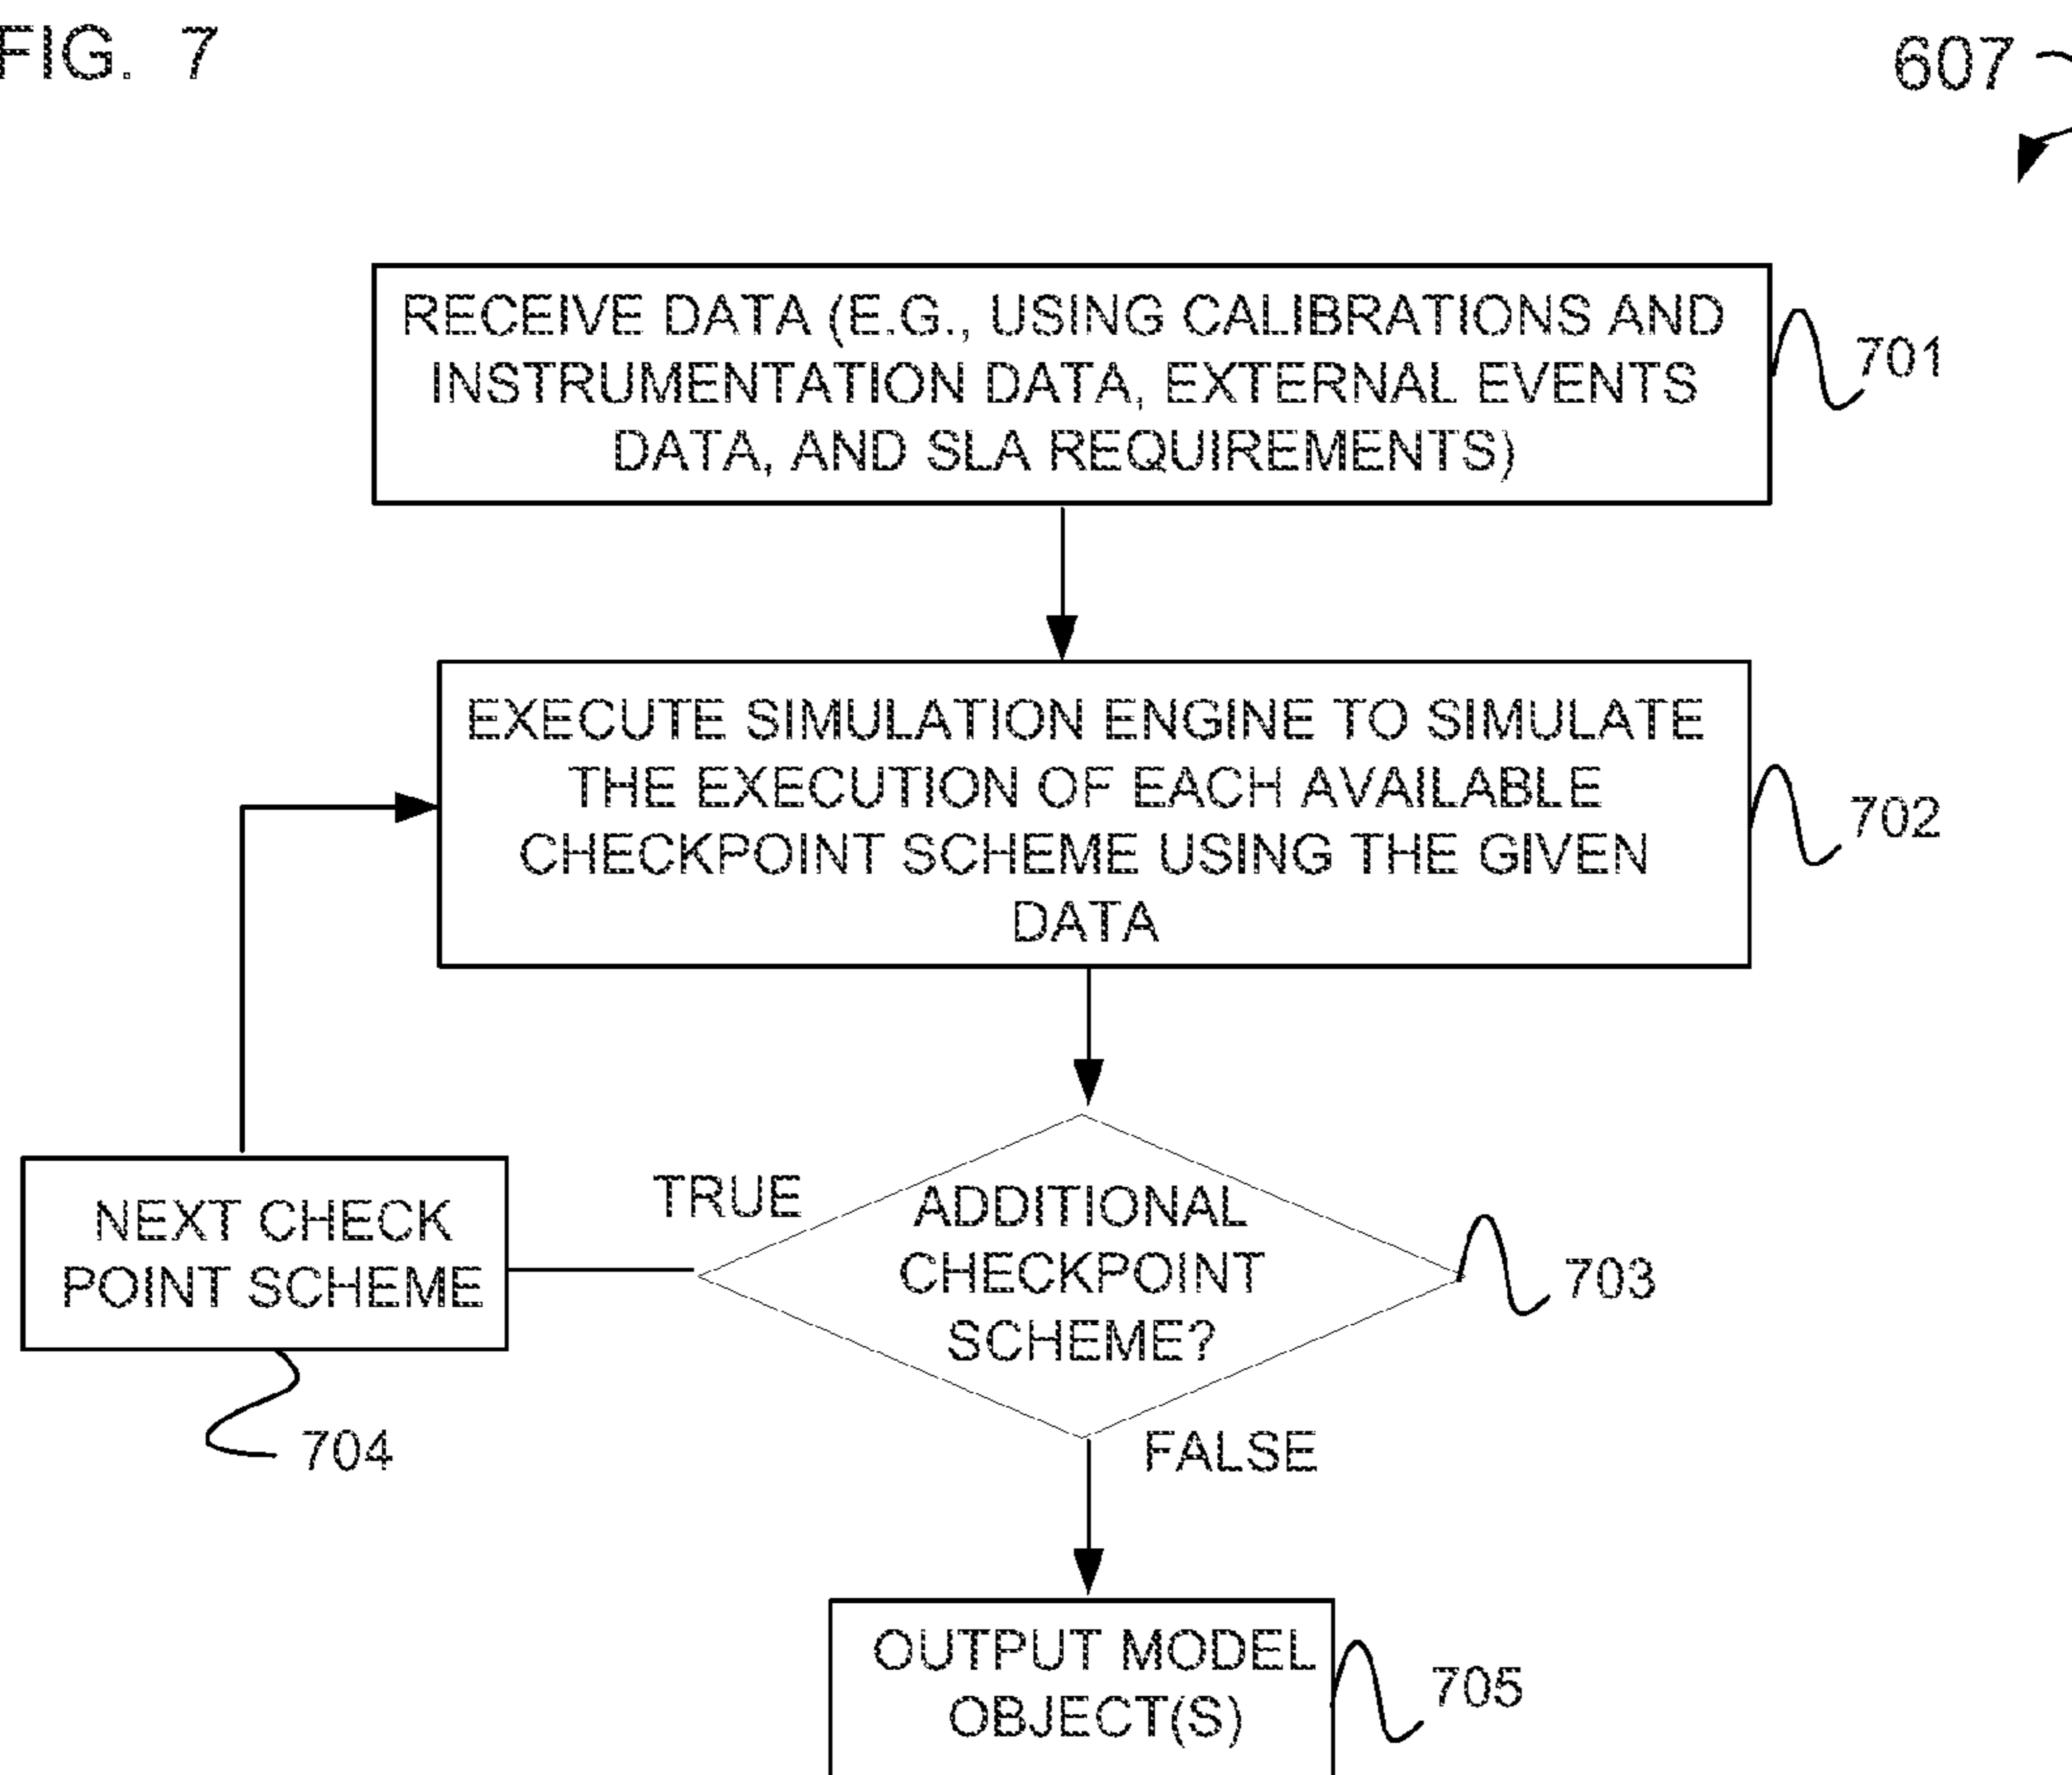 FIG. 7
607
RECEIVE DATA (E.G., USING CALIBRATIONS AND
INSTRUMENTATION DATA, EXTERNAL EVENTS
DATA, AND SLA REQUIREMENTS)
701
EXECUTE SIMULATION ENGINE TO SIMULATE
THE EXECUTION OF EACH AVAILABLE
CHECKPOINT SCHEME USING THE GIVEN
DATA
702
NEXT CHECK
POINT SCHEME
704
TRUE
ADDITIONAL
CHECKPOINT
SCHEME?
703
FALSE
OUTPUT MODEL
OBJECT(S)
705